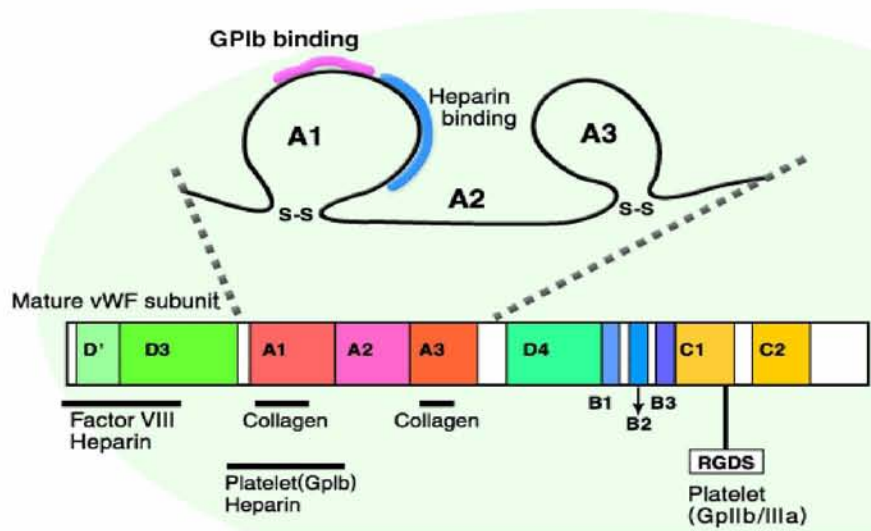 GPIb binding
Heparin
binding
A1
A3
A2
S-S
S-S
Mature vWF subunit
D'
D3
A1
A2
A3
D4
C1
C2
B1
B2
B3
Factor VIII
Heparin
Collagen
Collagen
Platelet(GpIb)
Heparin
RGDS
Platelet
(GpIIb/IIIa)